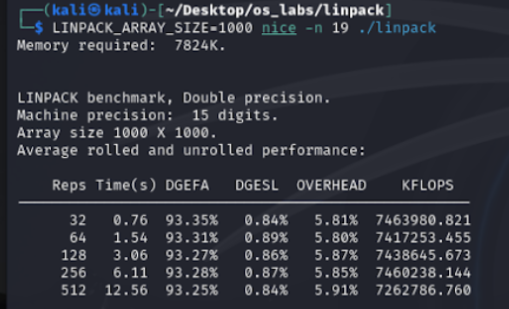 (kali㉿kali)-[~/Desktop/os_labs/linpack]
$ LINPACK_ARRAY_SIZE=1000 nice -n 19 ./linpack
Memory required:  7824K.
LINPACK benchmark, Double precision.
Machine precision:  15 digits.
Array size 1000 X 1000.
Average rolled and unrolled performance:
Reps Time(s) DGEFA DGESL OVERHEAD KFLOPS
32 0.76 93.35% 0.84% 5.81% 7463980.821
64 1.54 93.31% 0.89% 5.80% 7417253.455
128 3.06 93.27% 0.86% 5.87% 7438645.673
256 6.11 93.28% 0.87% 5.85% 7460238.144
512 12.56 93.25% 0.84% 5.91% 7262786.760